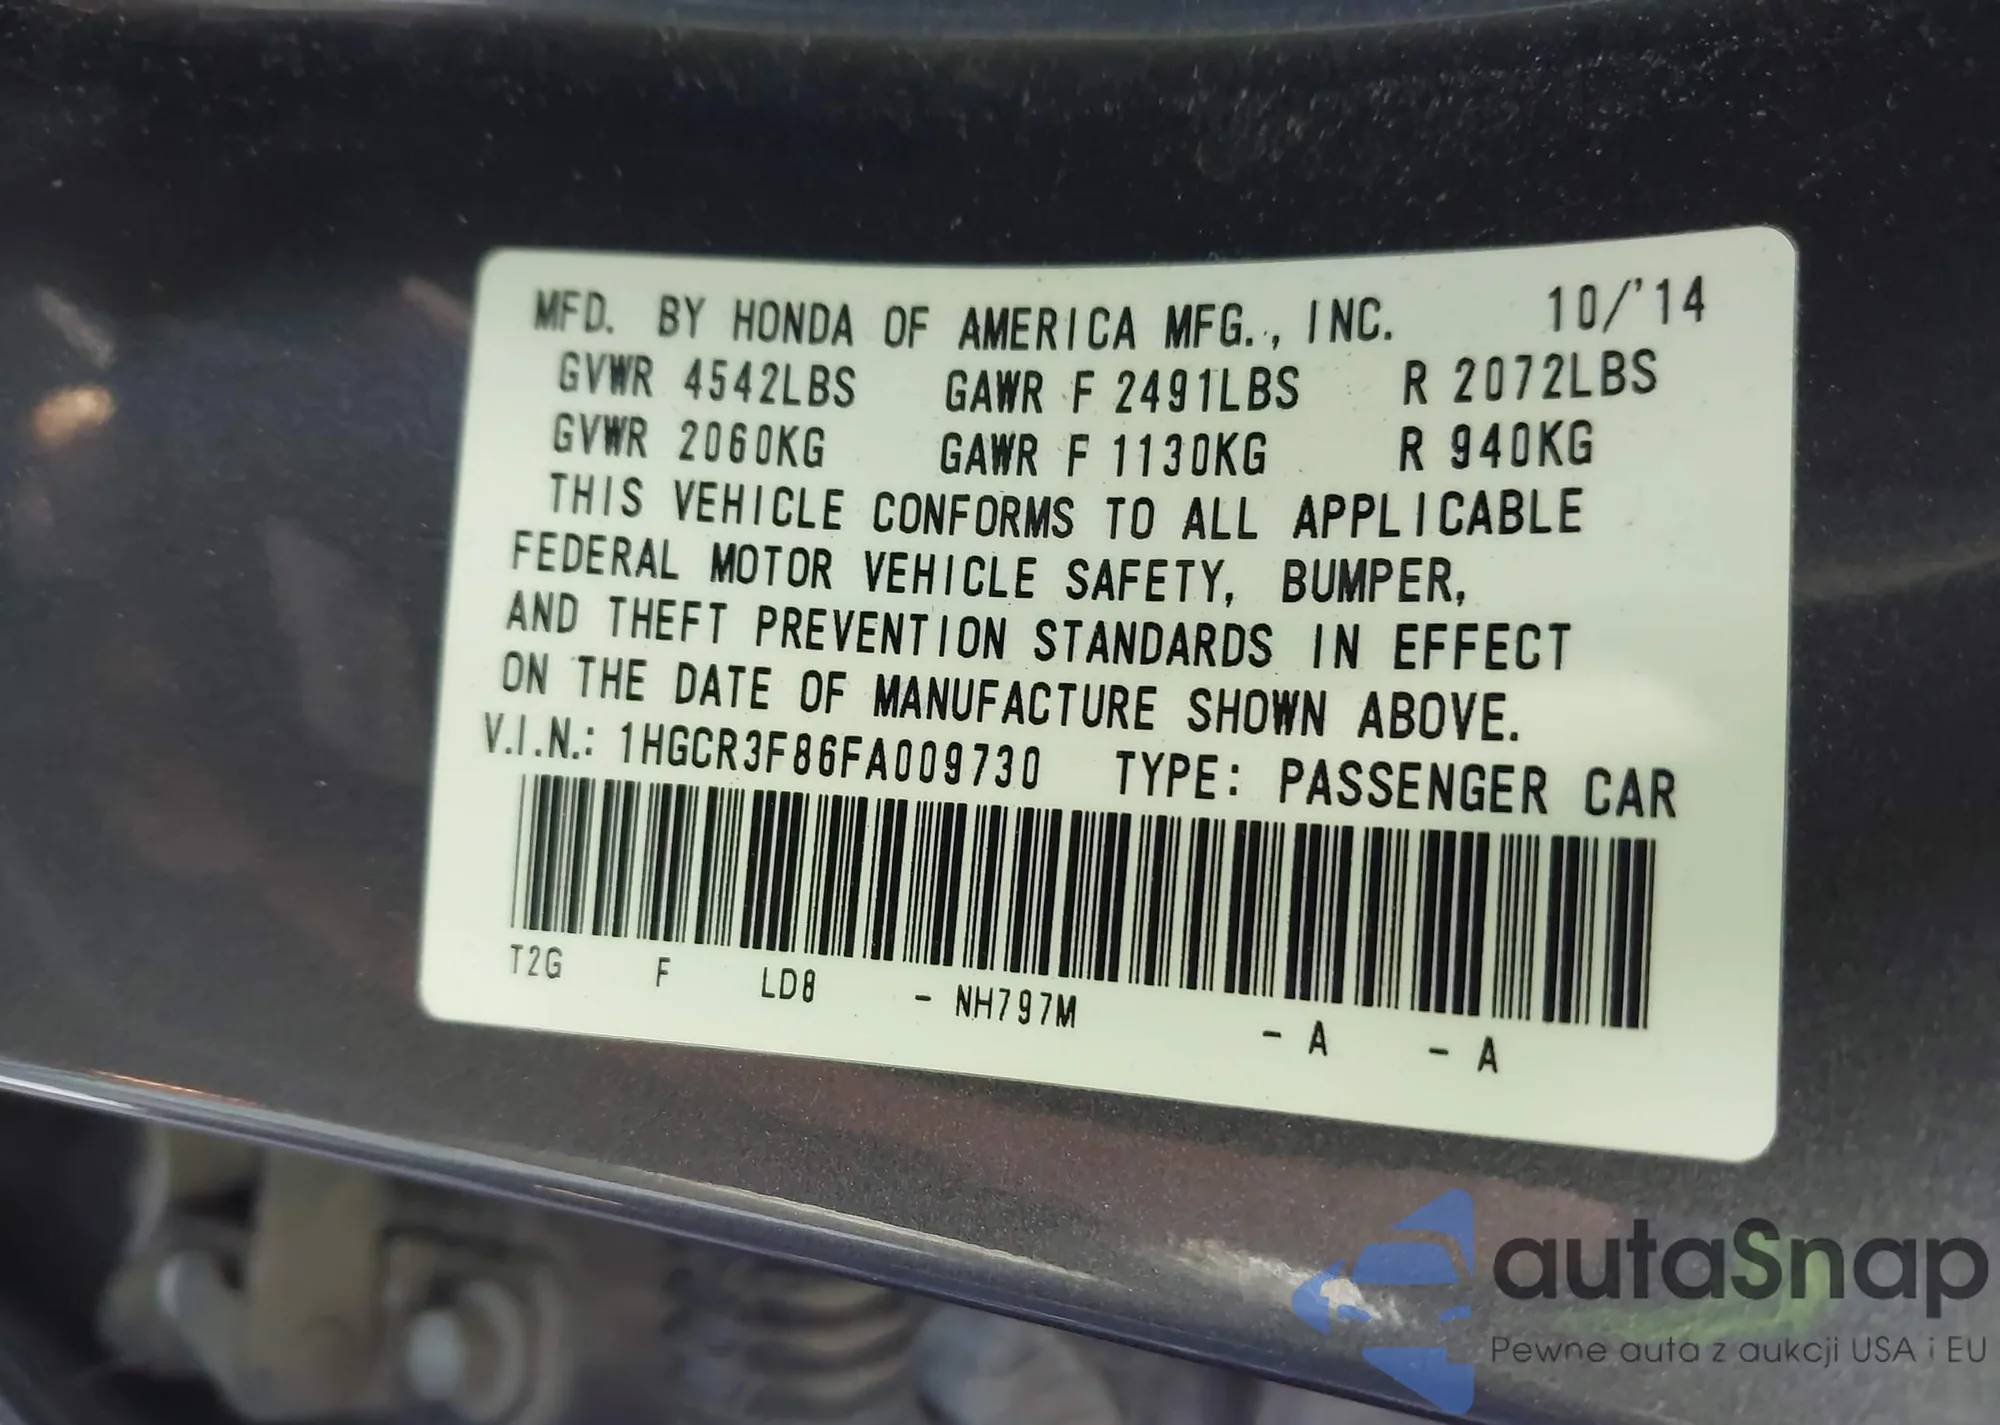 MFD. BY HONDA OF AMERICA MFG., INC. 10/'14
GVWR 4542LBS GAWR F 2491LBS R 2072LBS
GVWR 2060KG GAWR F 1130KG R 940KG
THIS VEHICLE CONFORMS TO ALL APPLICABLE
FEDERAL MOTOR VEHICLE SAFETY, BUMPER,
AND THEFT PREVENTION STANDARDS IN EFFECT
ON THE DATE OF MANUFACTURE SHOWN ABOVE.
V.I.N.: 1HGCR3F86FA009730 TYPE: PASSENGER CAR
T2G F LD8 - NH797M - A - A
autaSnap
Pewne auta z aukcji USA i EU